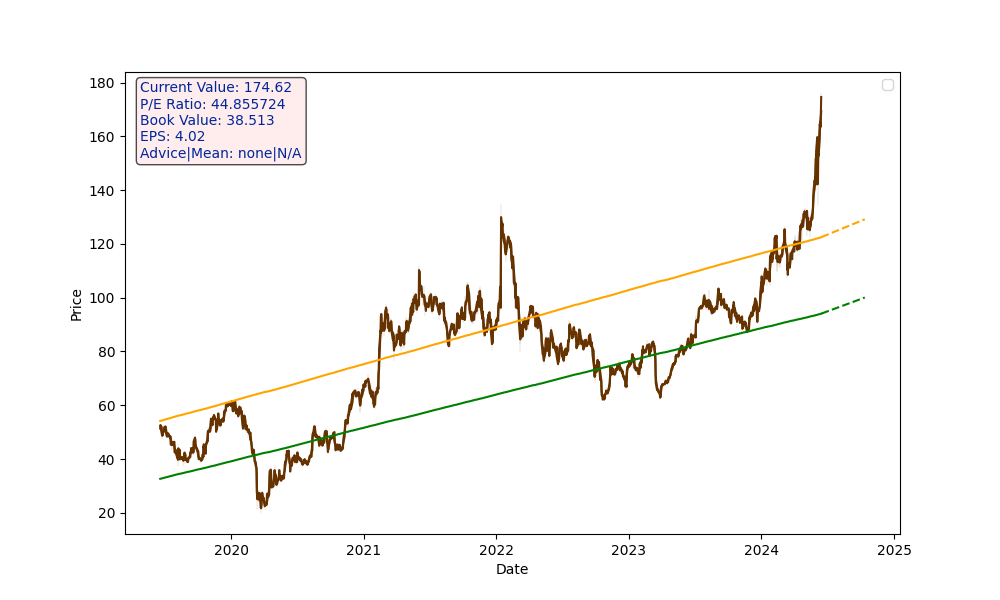 Current Value: 174.62
P/E Ratio: 44.855724
Book Value: 38.513
EPS: 4.02
Advice|Mean: none|N/A
180
160
140
120
100
80
60
40
20
Price
2020 2021 2022 2023 2024 2025
Date